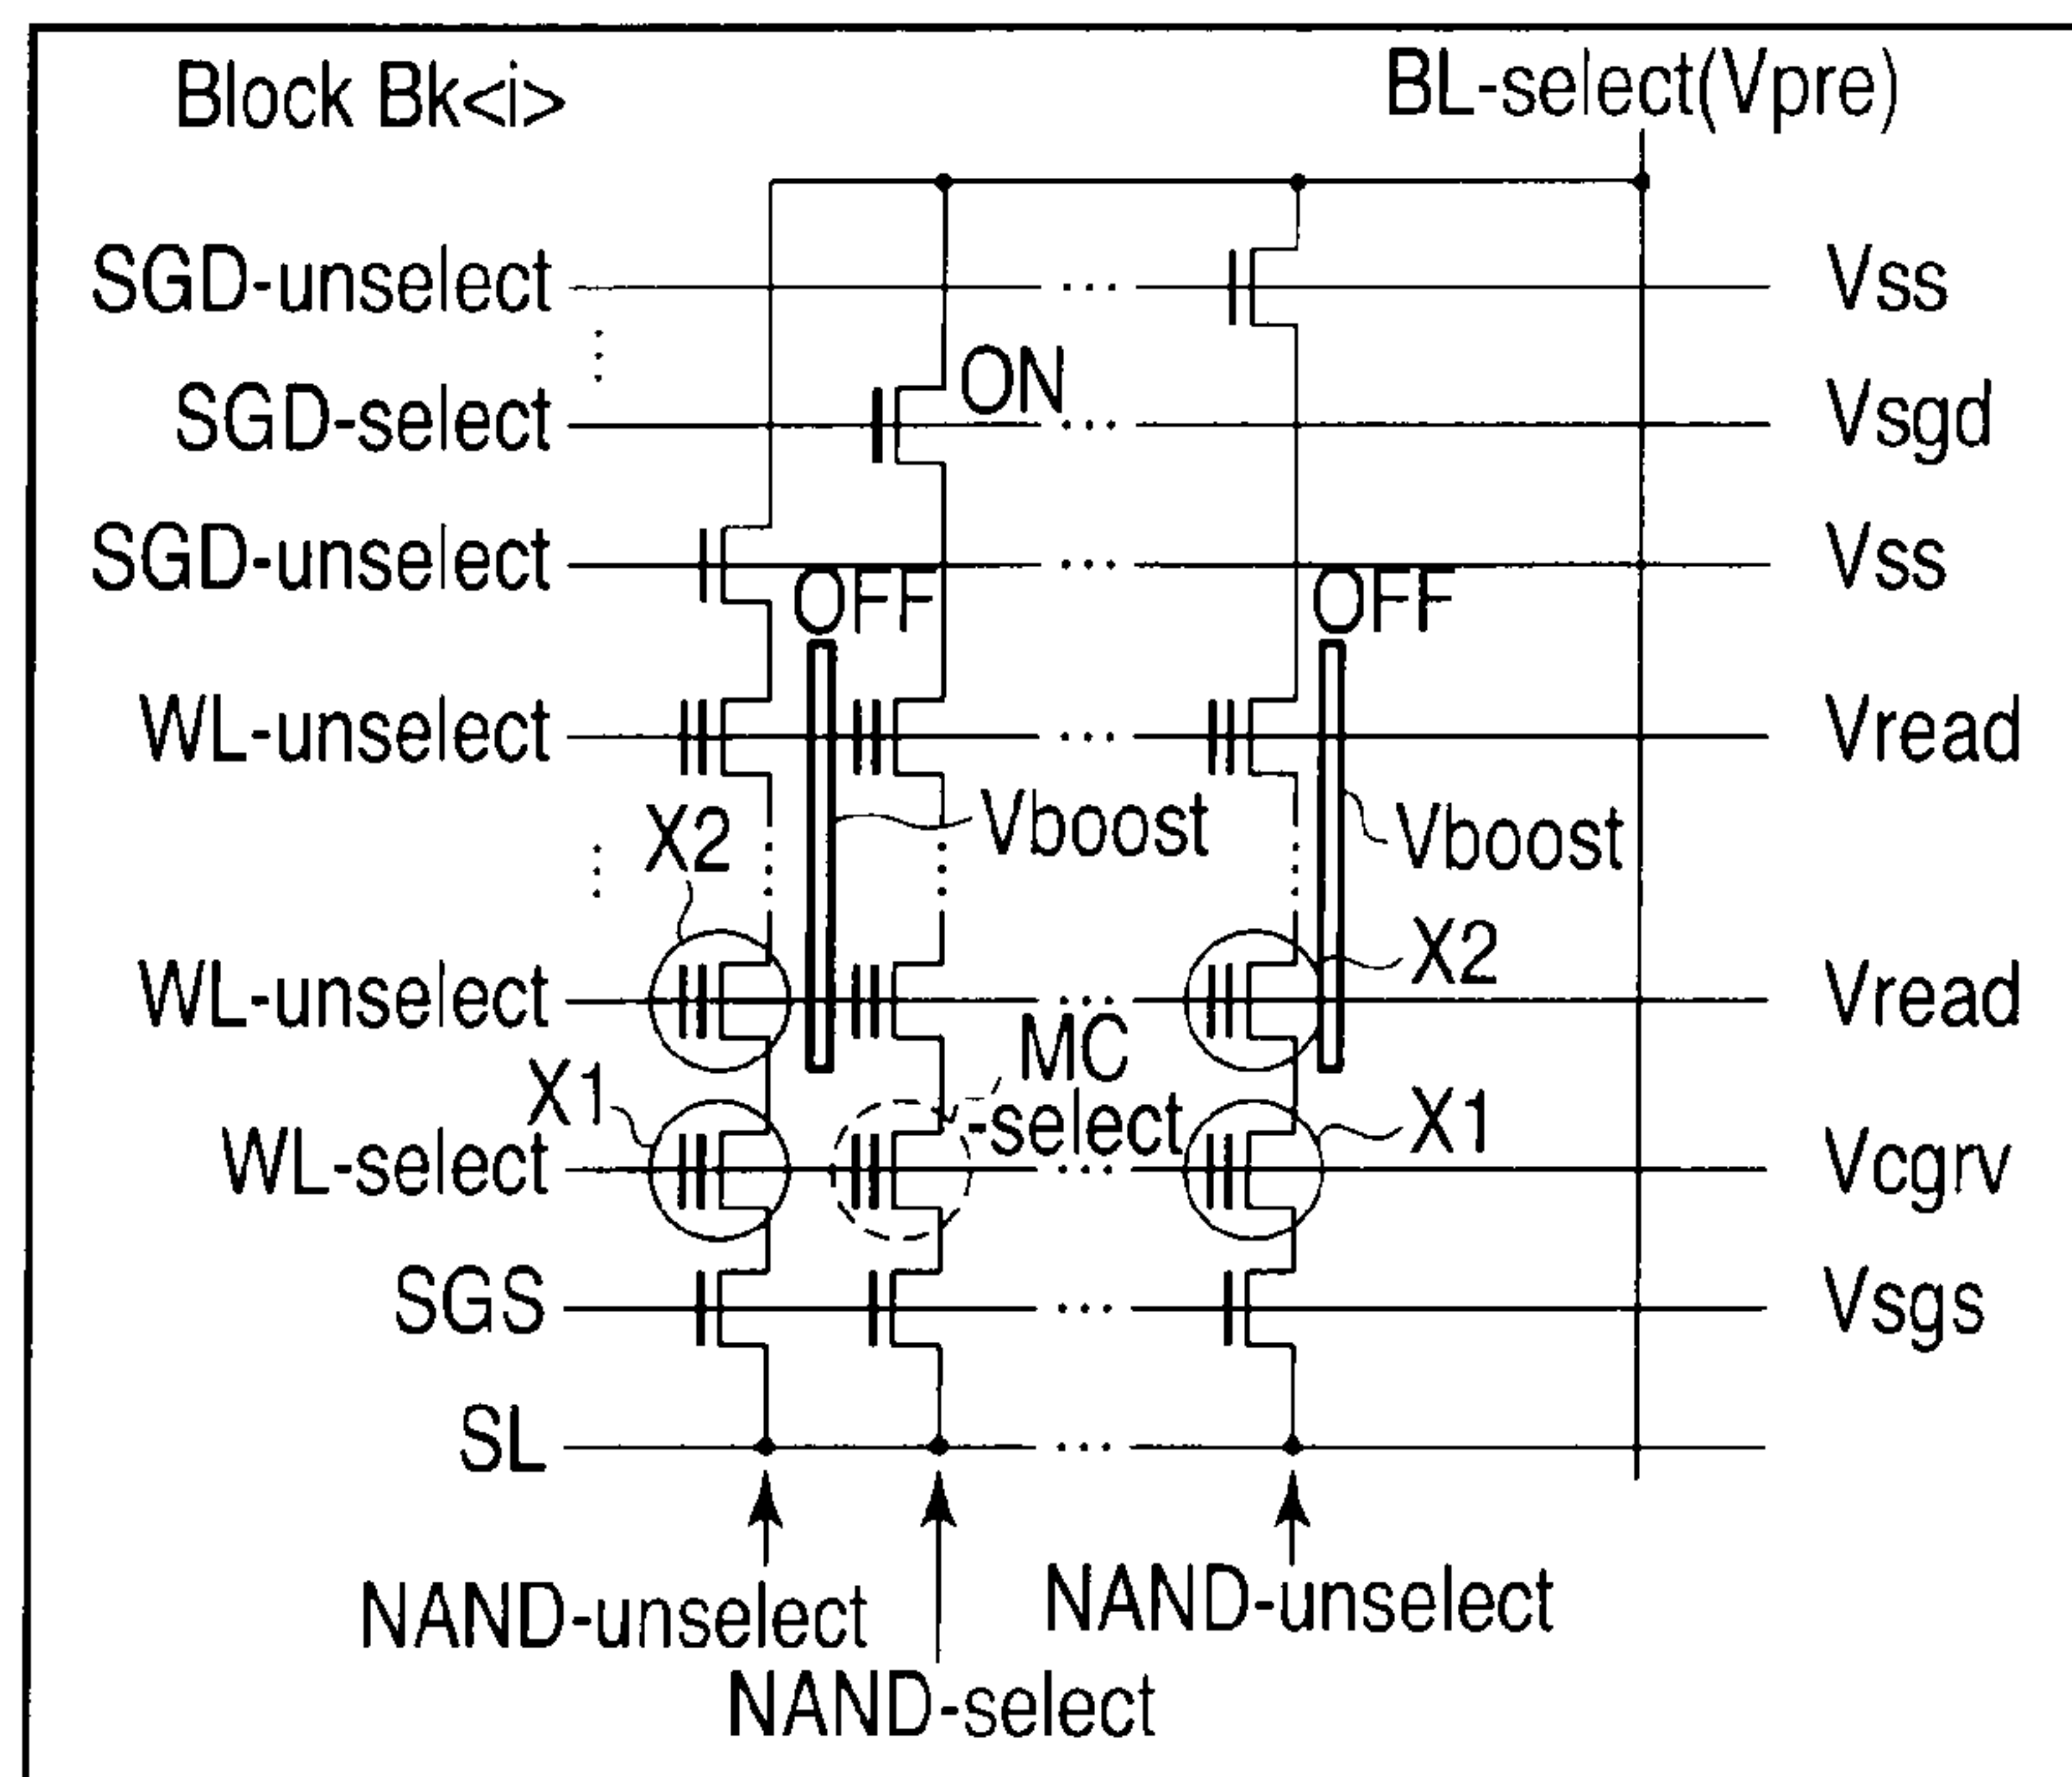 Block Bk<i>
BL-select(Vpre)
SGD-unselect ... Vss
⋮
SGD-select ON ... Vsgd
SGD-unselect ... Vss
OFF OFF
WL-unselect ... Vread
X2 Vboost Vboost
⋮ ⋮ ⋮ ⋮
X2
WL-unselect ... Vread
X1 MC
-select X1
WL-select ... Vcgrv
SGS ... Vsgs
SL ...
NAND-unselect NAND-unselect
NAND-select